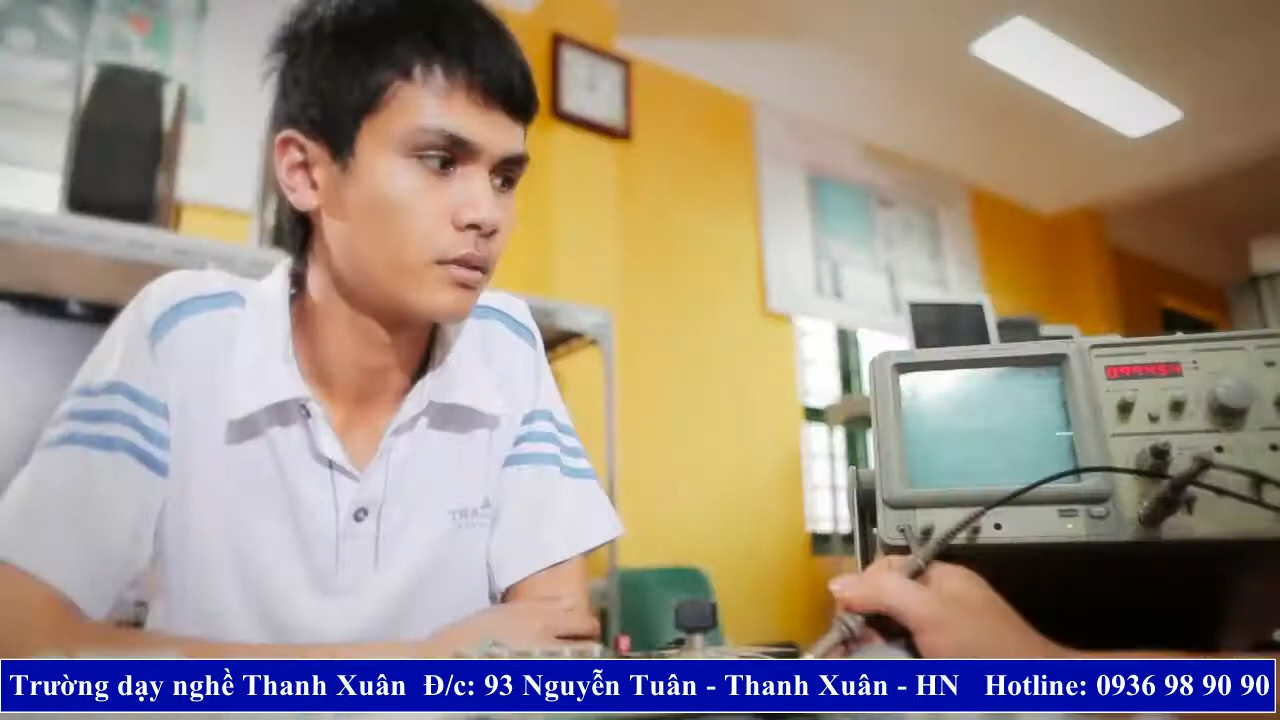 Trường dạy nghề Thanh Xuân Đ/c: 93 Nguyễn Tuân - Thanh Xuân - HN Hotline: 0936 98 90 90